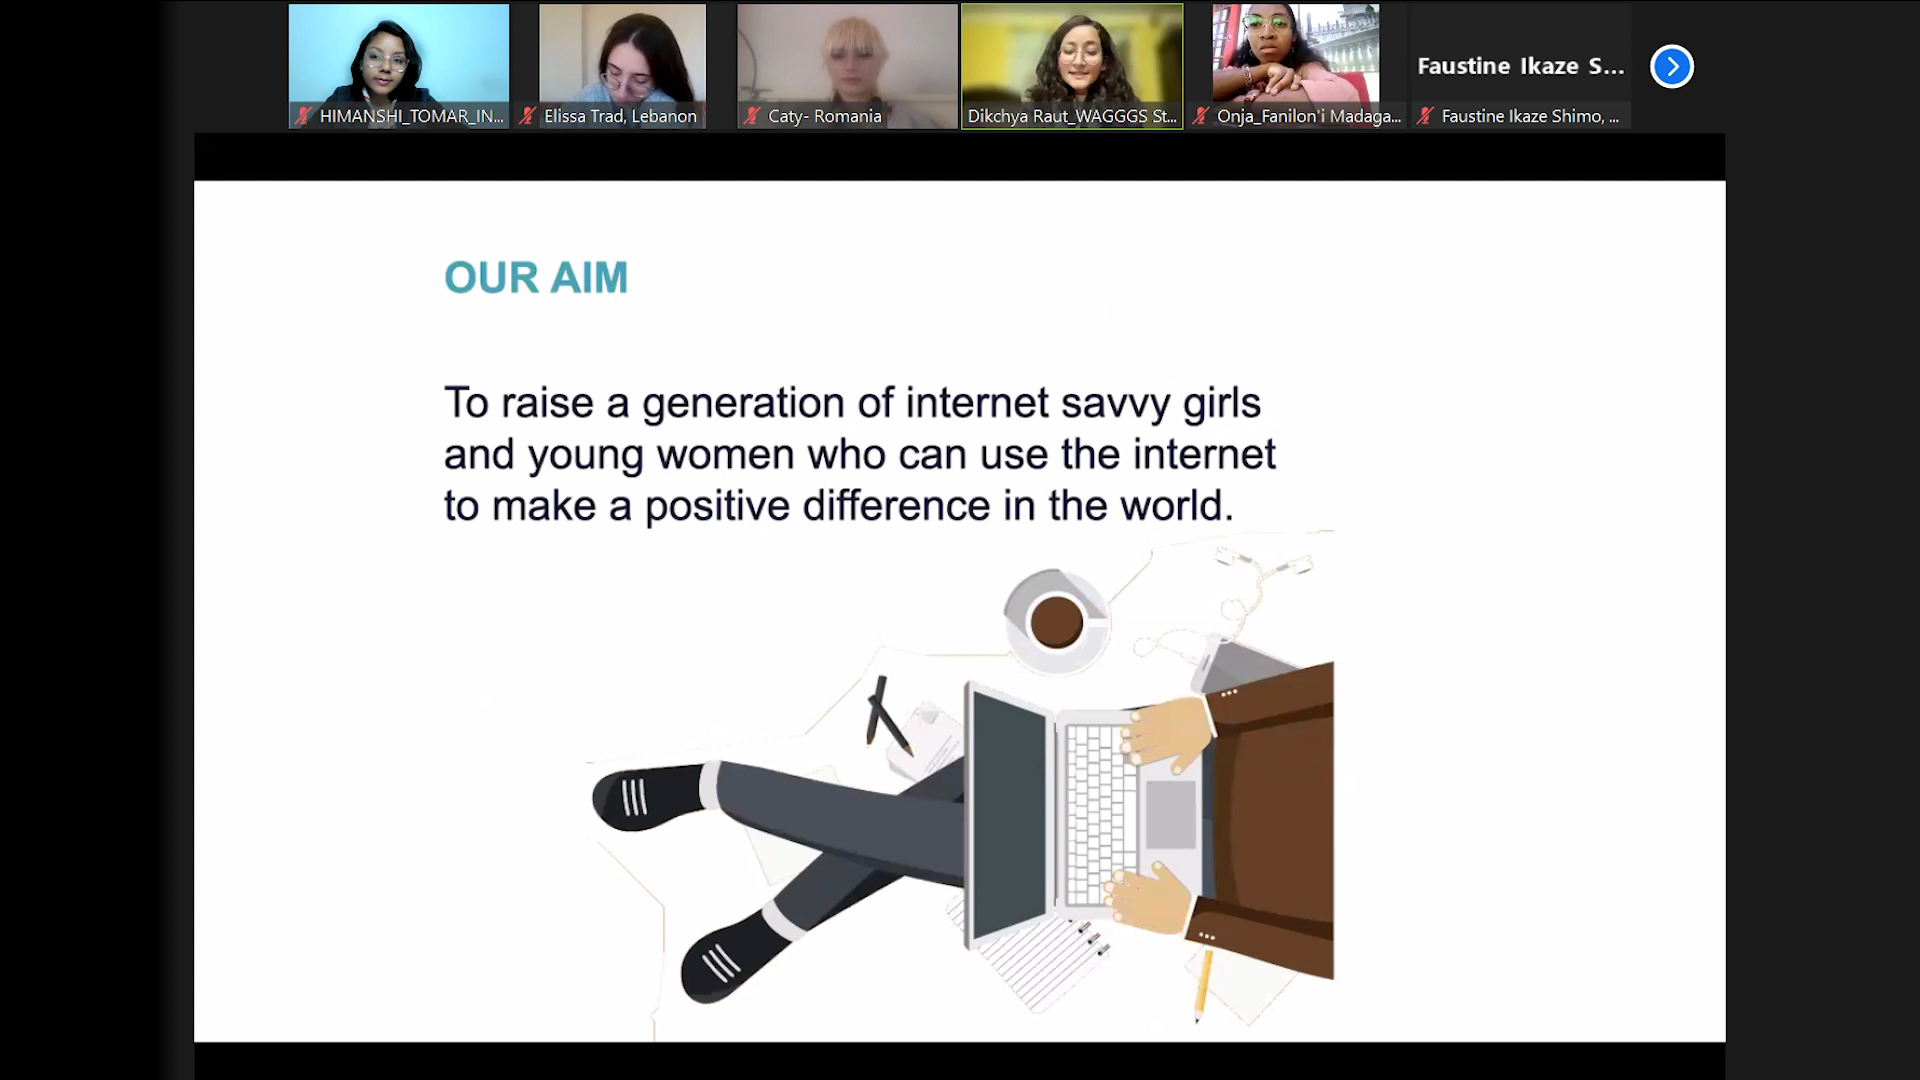 Faustine Ikaze S...
HIMANSHI_TOMAR_IN...
Elissa Trad, Lebanon
Caty- Romania
Dikchya Raut_WAGGGS St...
Onja_Fanilon'i Madaga...
Faustine Ikaze Shimo, ...
OUR AIM
To raise a generation of internet savvy girls
and young women who can use the internet
to make a positive difference in the world.